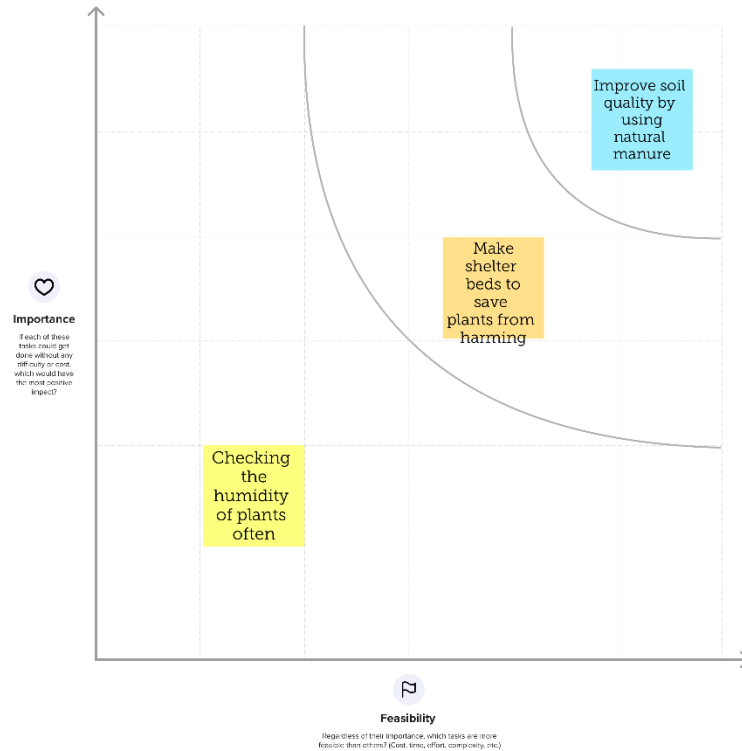 Improve soil
quality by
using
natural
manure
Make
shelter
beds to
save
plants from
harming
Importance
If each of these
tasks could get
done without any
difficulty or cost,
which would have
the most positive
impact?
Checking
the
humidity
of plants
often
Feasibility
Regardless of their importance, which tasks are more
feasible than others? (Cost, time, effort, complexity, etc.)